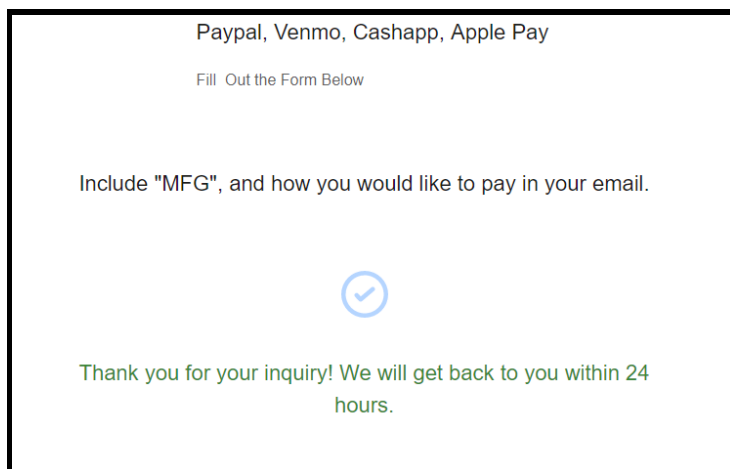 Paypal, Venmo, Cashapp, Apple Pay
Fill  Out the Form Below
Include "MFG", and how you would like to pay in your email.
Thank you for your inquiry! We will get back to you within 24
hours.